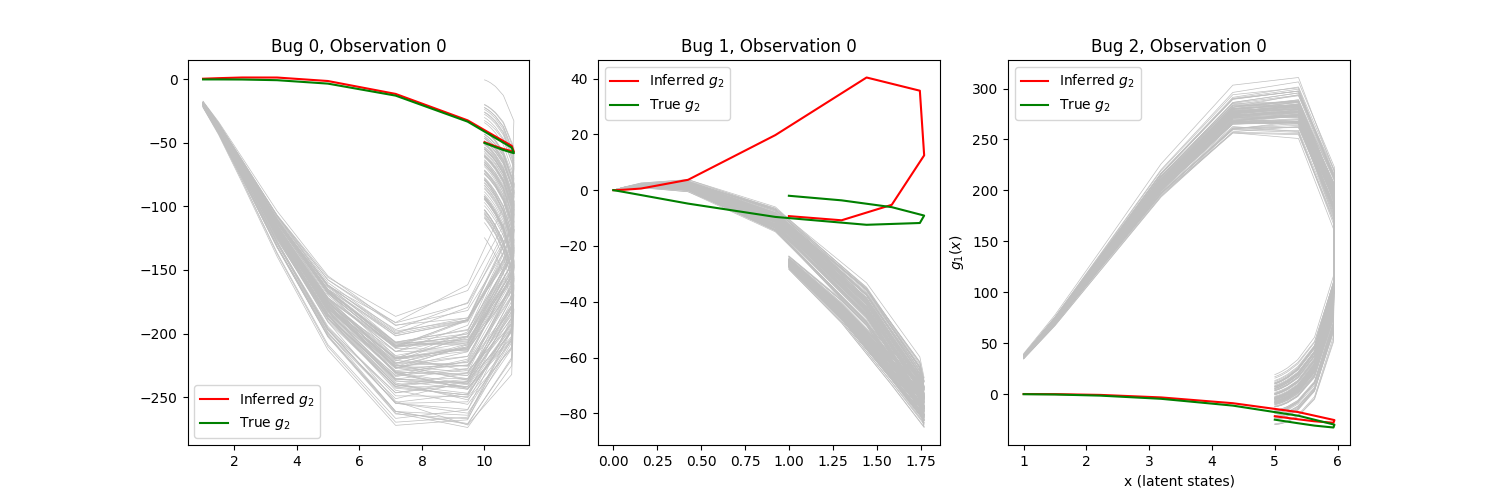 Bug 0, Observation 0
0
−50
−100
−150
−200
−250
Inferred g₂
True g₂
2 4 6 8 10
Bug 1, Observation 0
Inferred g₂
True g₂
40
20
0
−20
−40
−60
−80
0.00 0.25 0.50 0.75 1.00 1.25 1.50 1.75
Bug 2, Observation 0
Inferred g₂
True g₂
300
250
200
150
100
50
0
g₁(x)
1 2 3 4 5 6
x (latent states)